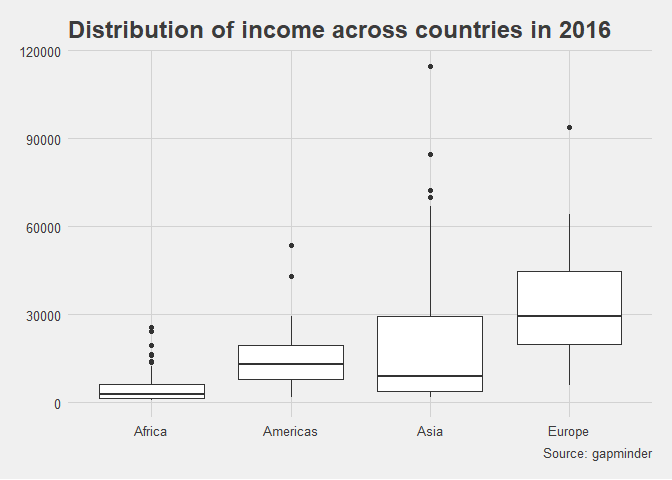 Distribution of income across countries in 2016
120000
90000
60000
30000
0
Africa Americas Asia Europe
Source: gapminder